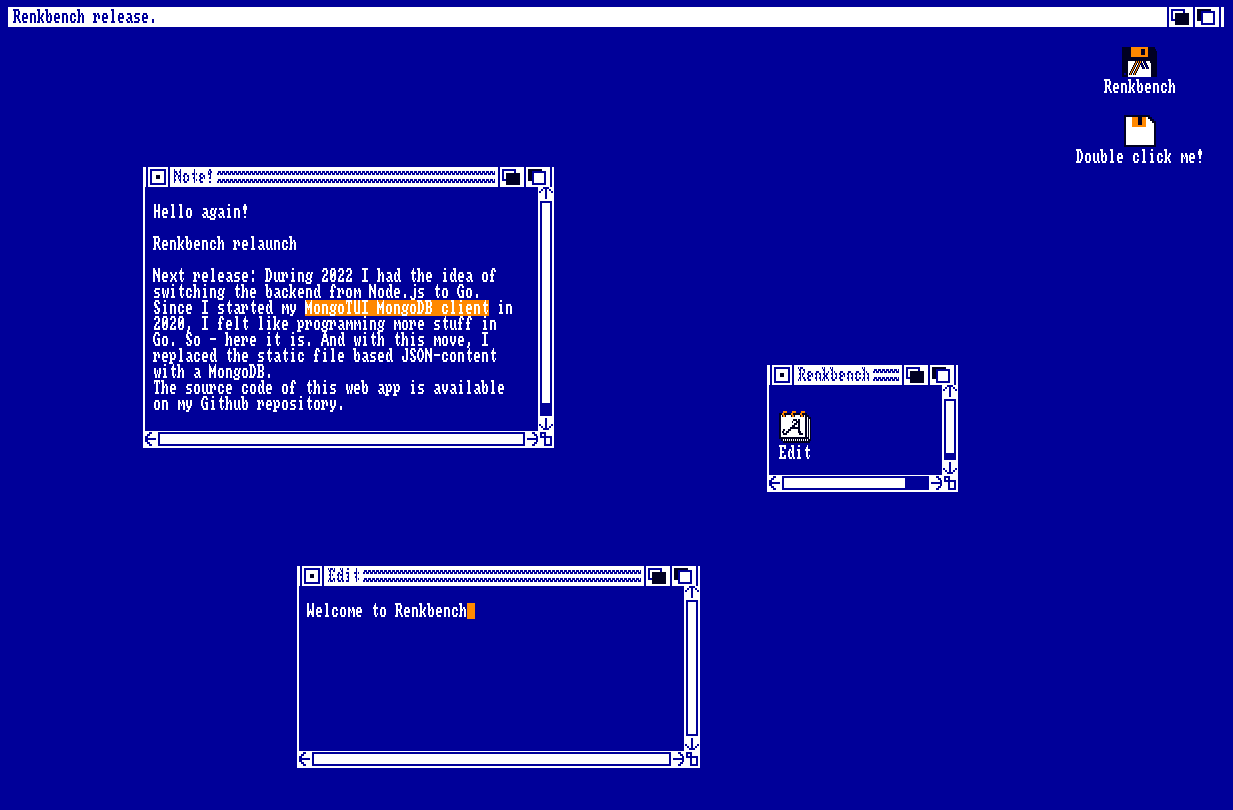 Renkbench release.
Renkbench
Double click me!
Note!
Hello again!
Renkbench relaunch
Next release: During 2022 I had the idea of
switching the backend from Node.js to Go.
Since I started my MongoTUI MongoDB client in
2020, I felt like programming more stuff in
Go. So - here it is. And with this move, I
replaced the static file based JSON-content
with a MongoDB.
The source code of this web app is available
on my Github repository.
Renkbench
Edit
Edit
Welcome to Renkbench